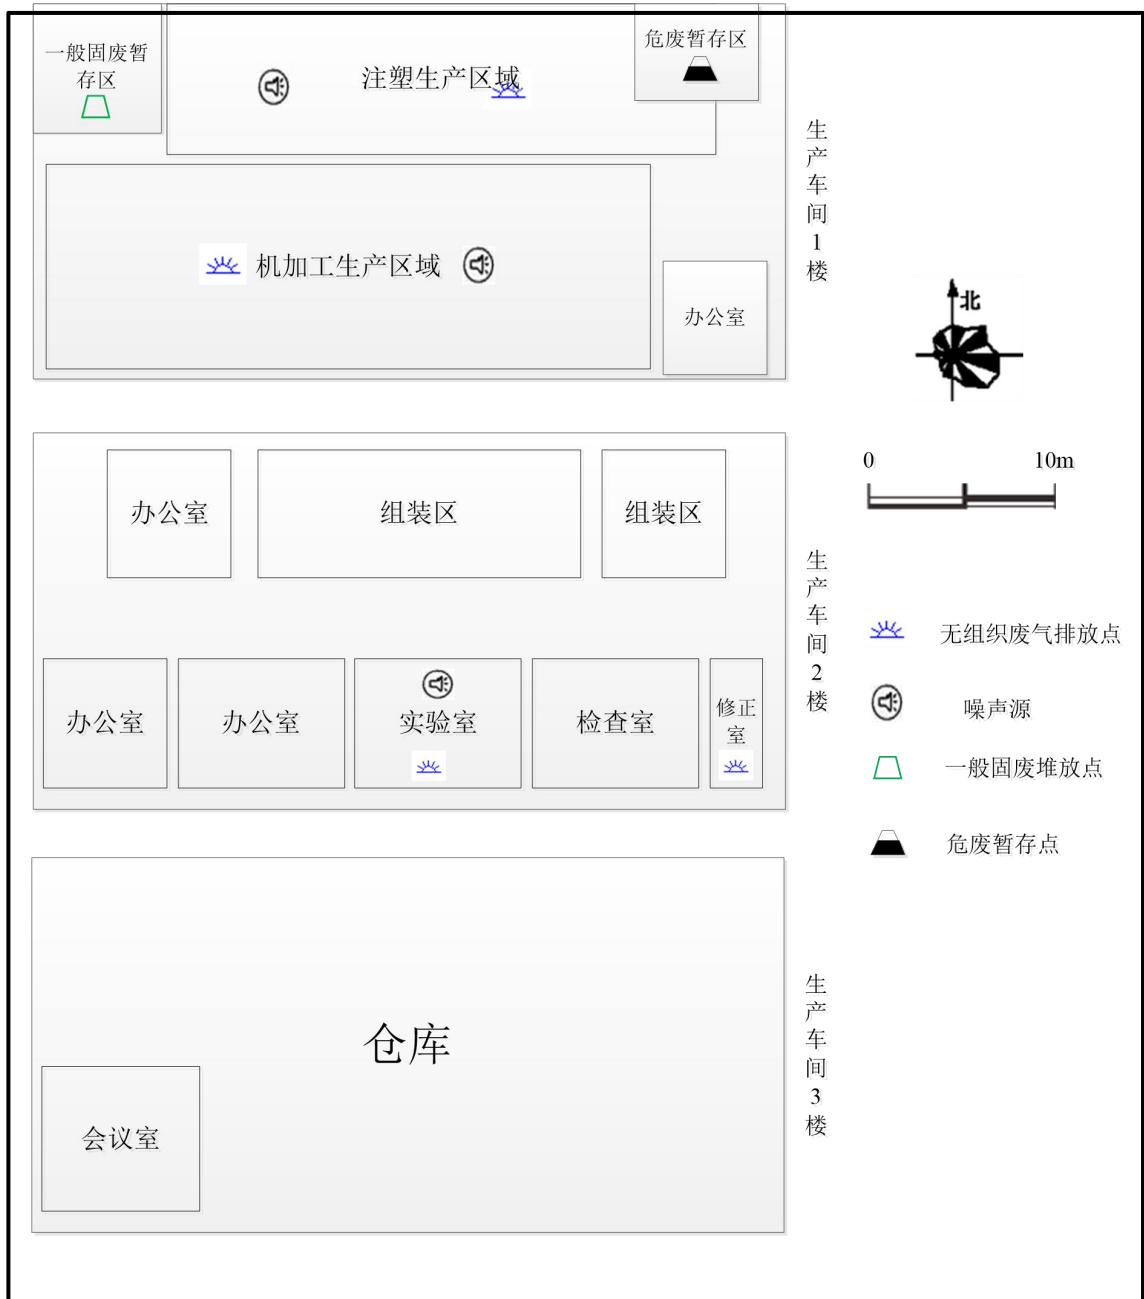 一般固废暂
存区
注塑生产区域
危废暂存区
机加工生产区域
办公室
生产车间1楼
北
0
10m
办公室
组装区
组装区
办公室
办公室
实验室
检查室
修正
室
生产车间2楼
无组织废气排放点
噪声源
一般固废堆放点
危废暂存点
仓库
会议室
生产车间3楼